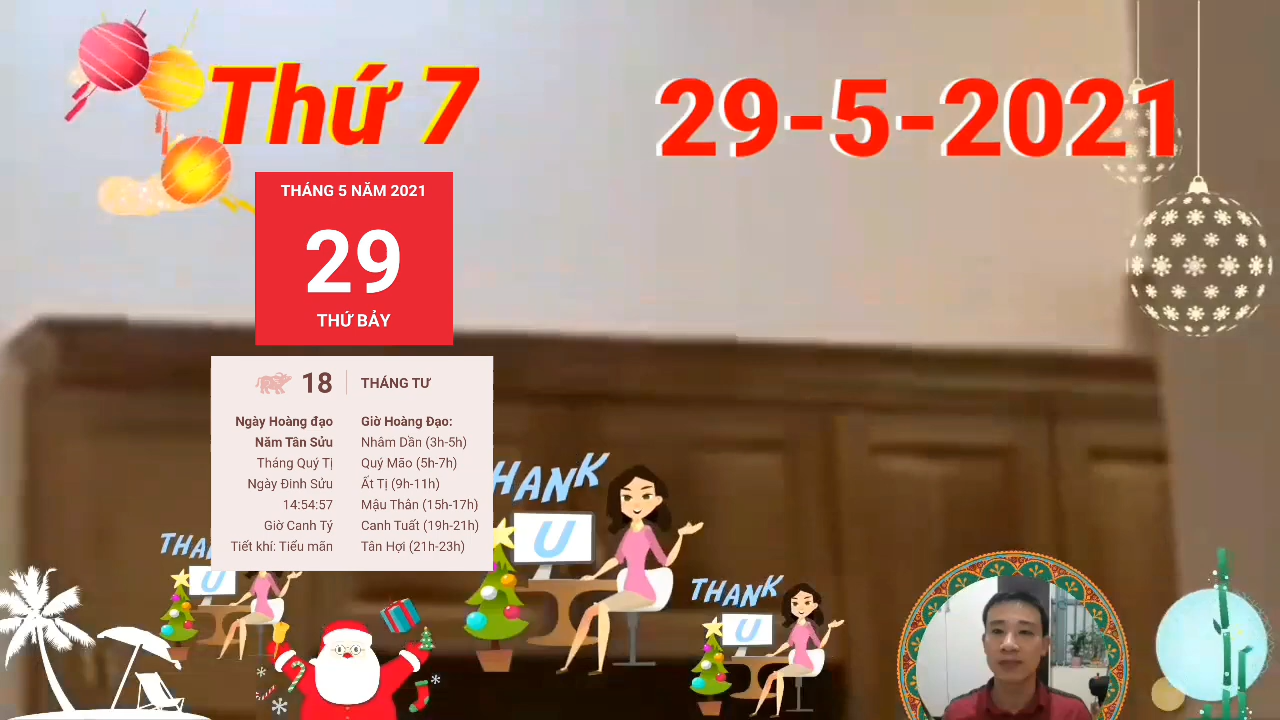 Thứ 7
29-5-2021
THÁNG 5 NĂM 2021
29
THỨ BẢY
18 THÁNG TƯ
Ngày Hoàng đạo
Năm Tân Sửu
Tháng Quý Tị
Ngày Đinh Sửu
14:54:57
Giờ Canh Tý
Tiết khí: Tiểu mãn
Giờ Hoàng Đạo:
Nhâm Dần (3h-5h)
Quý Mão (5h-7h)
Ất Tị (9h-11h)
Mậu Thân (15h-17h)
Canh Tuất (19h-21h)
Tân Hợi (21h-23h)
HANK
U
THA
U
THANK
U